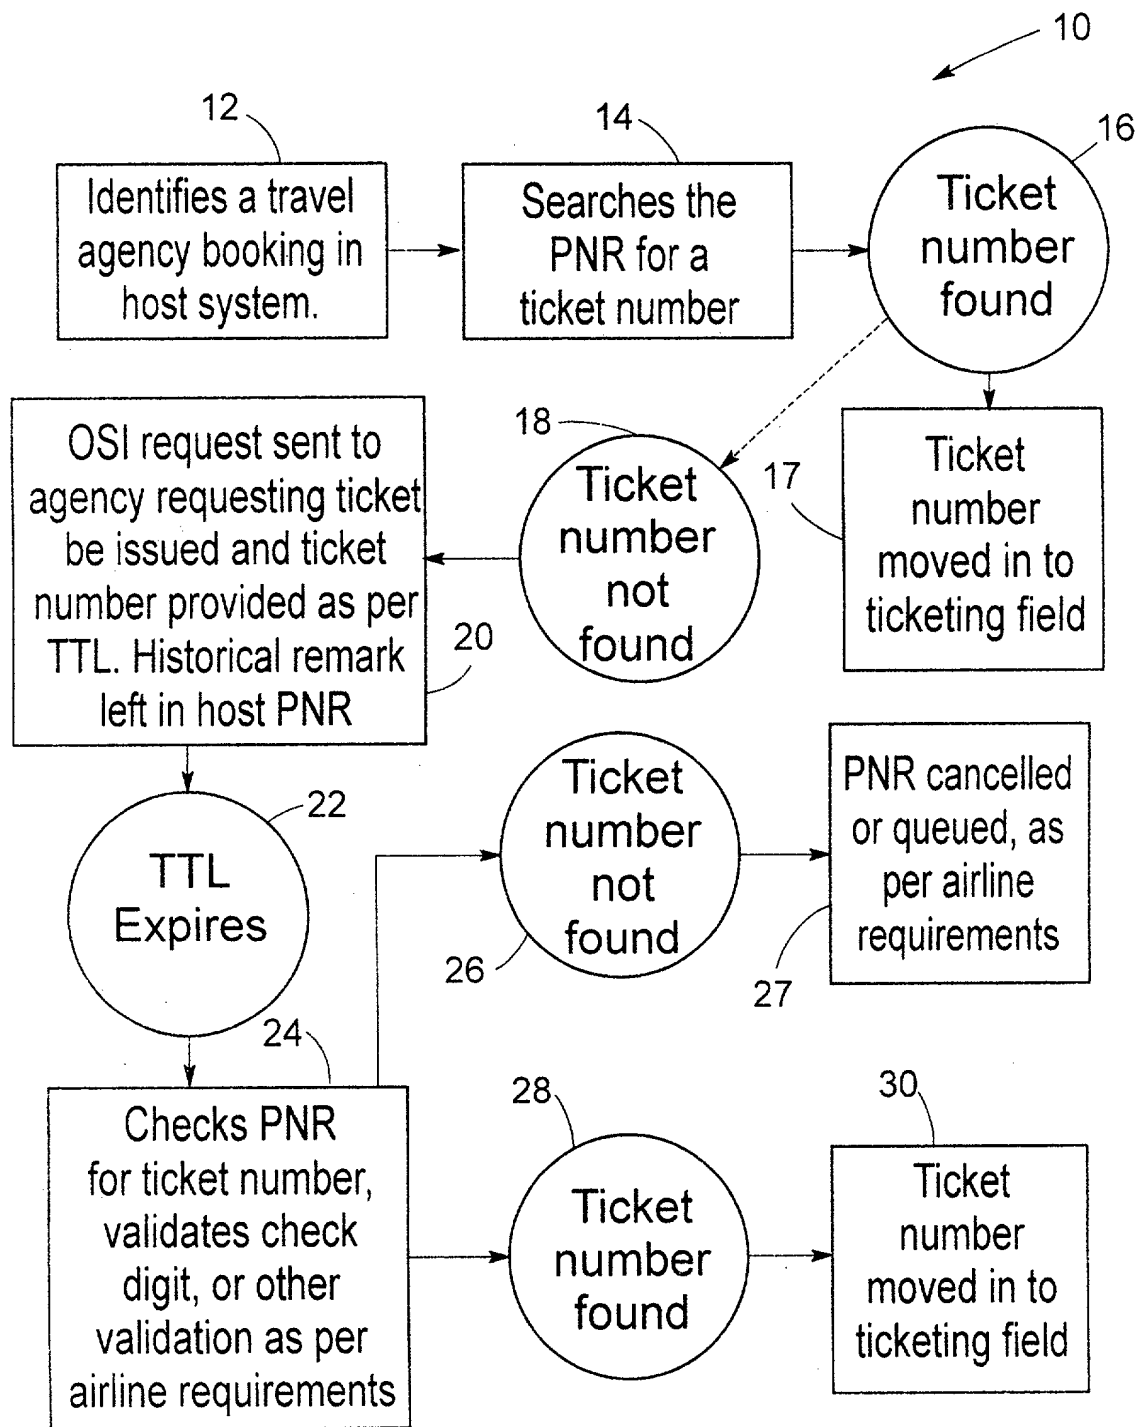 10
12
Identifies a travel
agency booking in
host system.
14
Searches the
PNR for a
ticket number
16
Ticket
number
found
17
Ticket
number
moved in to
ticketing field
18
Ticket
number
not
found
OSI request sent to
agency requesting ticket
be issued and ticket
number provided as per
TTL. Historical remark
left in host PNR
20
22
TTL
Expires
24
Checks PNR
for ticket number,
validates check
digit, or other
validation as per
airline requirements
Ticket
number
not
found
26
PNR cancelled
or queued, as
per airline
requirements
27
28
Ticket
number
found
30
Ticket
number
moved in to
ticketing field